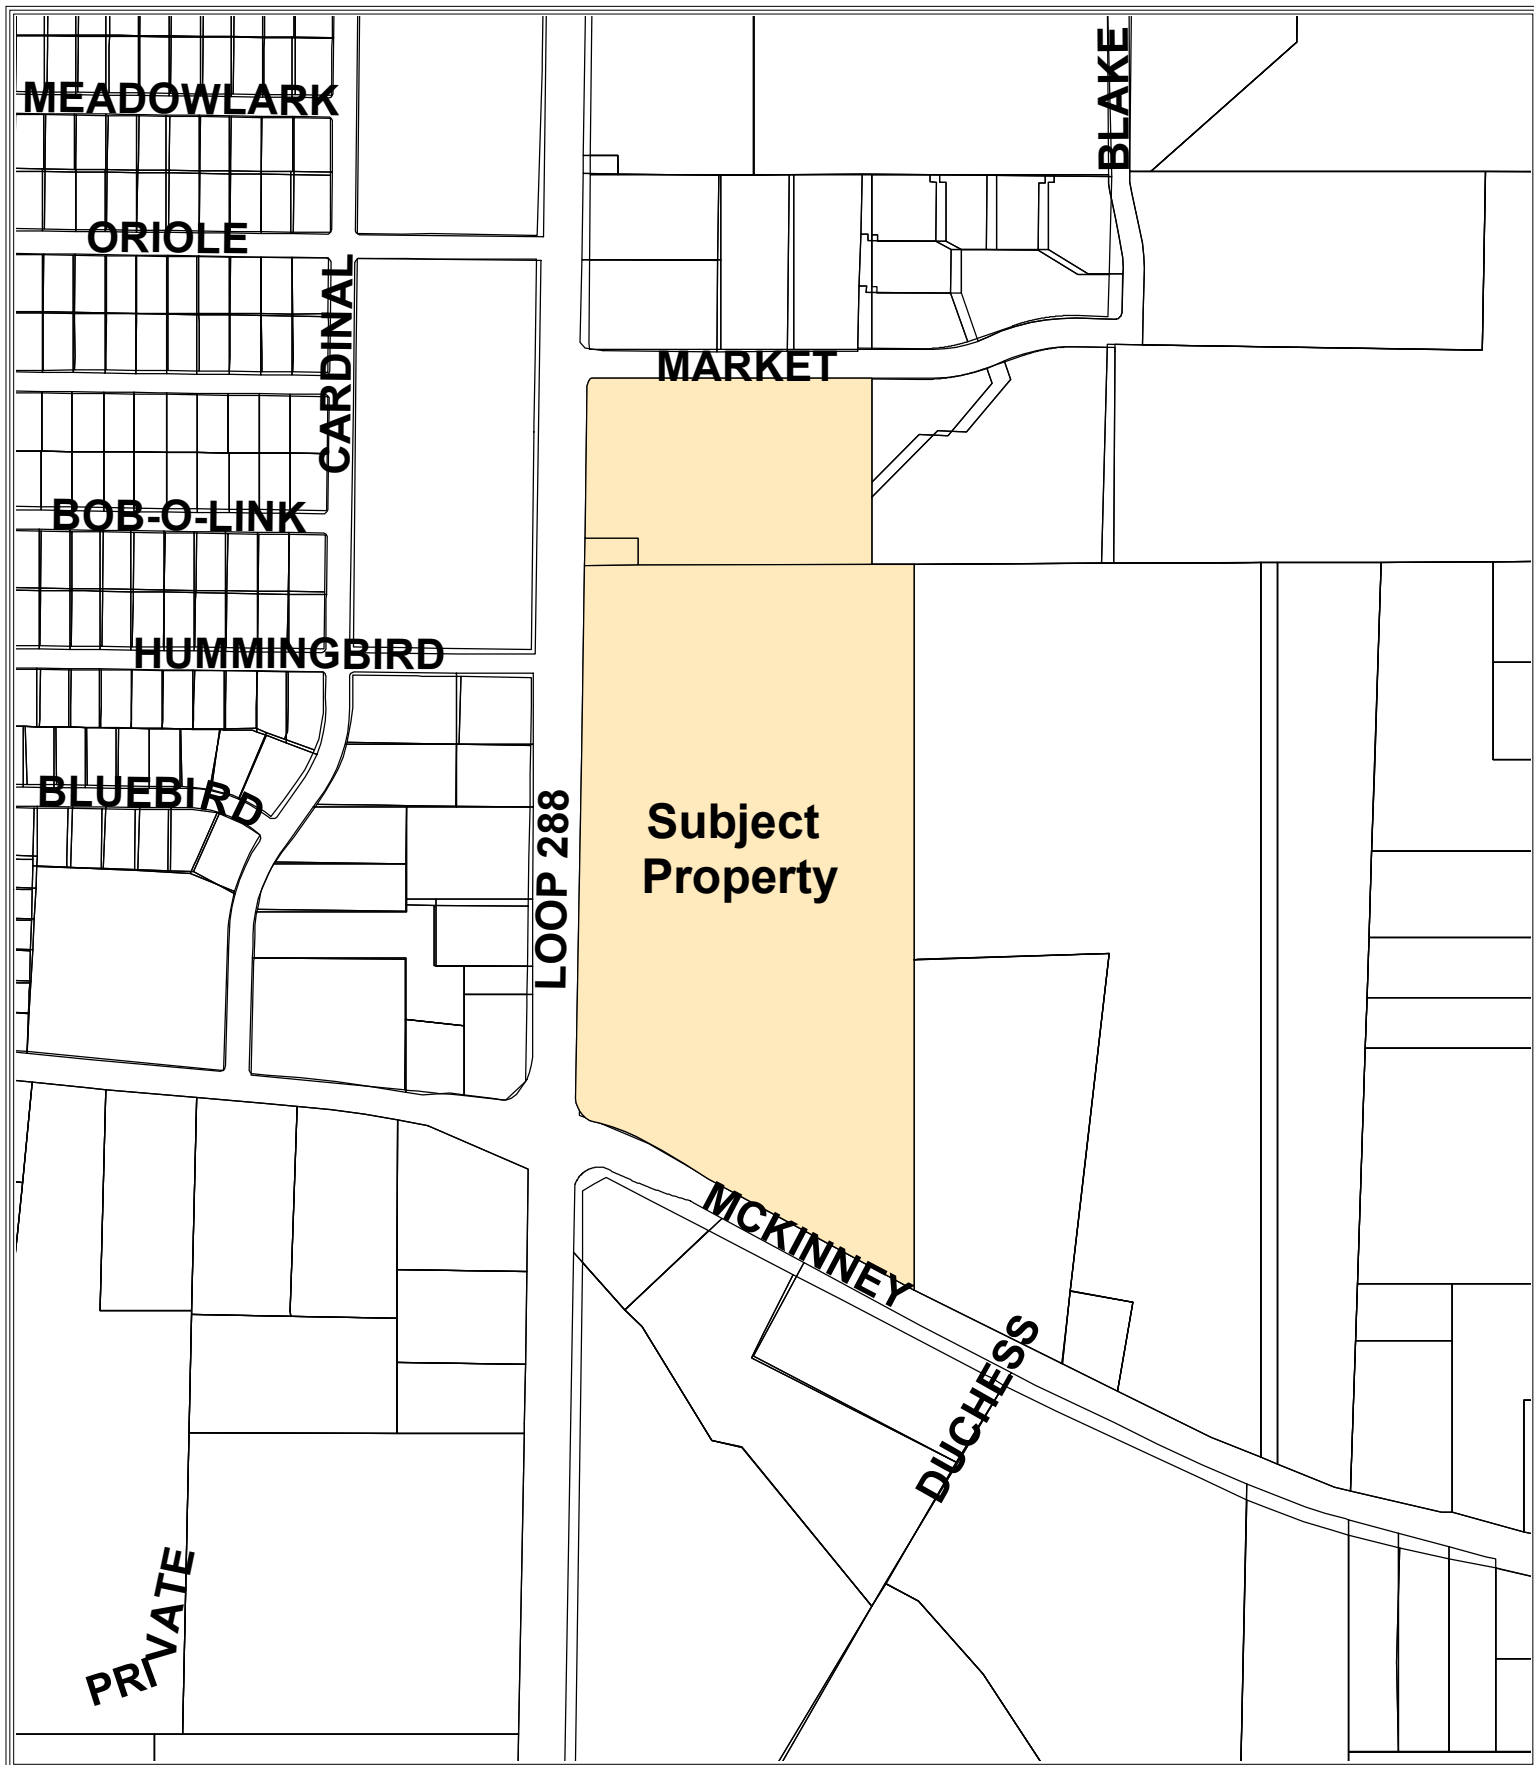 BLAKE
MEADOWLARK
ORIOLE
CARDINAL
MARKET
BOB-O-LINK
HUMMINGBIRD
BLUEBIRD
LOOP 288
Subject
Property
MCKINNEY
DUCHESS
PRIVATE